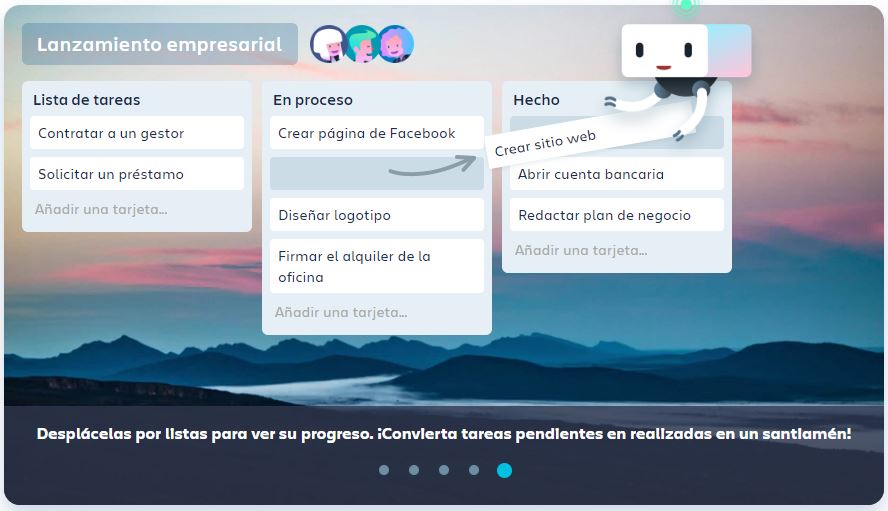 Lanzamiento empresarial
Lista de tareas
Contratar a un gestor
Solicitar un préstamo
Añadir una tarjeta...
En proceso
Crear página de Facebook
Diseñar logotipo
Firmar el alquiler de la
oficina
Añadir una tarjeta...
Hecho
Crear sitio web
Abrir cuenta bancaria
Redactar plan de negocio
Añadir una tarjeta...
Desplácelas por listas para ver su progreso. ¡Convierta tareas pendientes en realizadas en un santiamén!